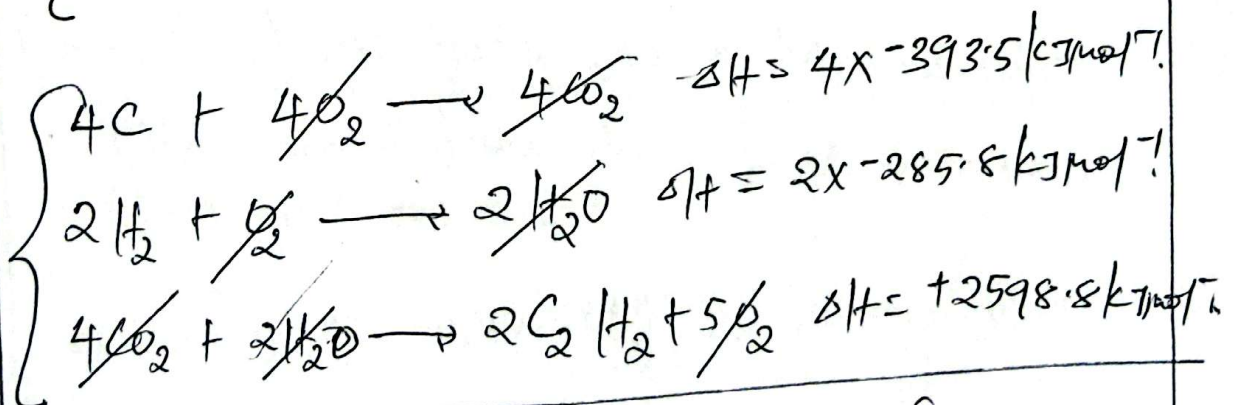 4C + 4O₂ → 4CO₂ ΔH = 4x -393.5 kJmol⁻¹
2H₂ + O₂ → 2H₂O ΔH = 2x -285.8 kJmol⁻¹
4CO₂ + 2H₂O → 2C₂H₂ + 5O₂ ΔH = +2598.8 kJmol⁻¹